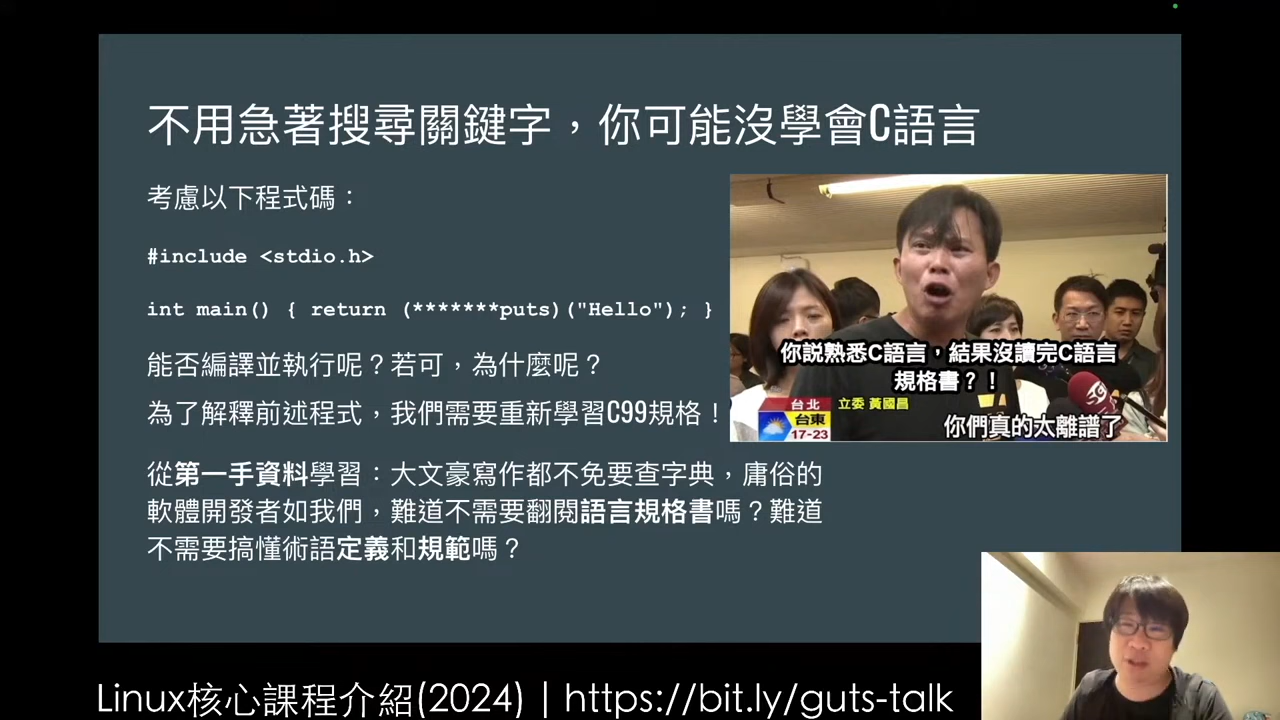 不用急著搜尋關鍵字，你可能沒學會C語言
考慮以下程式碼：
#include <stdio.h>
int main() { return (*******puts)("Hello"); }
能否編譯並執行呢？若可，為什麼呢？
為了解釋前述程式，我們需要重新學習C99規格！
從第一手資料學習：大文豪寫作都不免要查字典，庸俗的
軟體開發者如我們，難道不需要翻閱語言規格書嗎？難道
不需要搞懂術語定義和規範嗎？
你說熟悉C語言，結果沒讀完C語言
規格書？！
台北
立委 黃國昌
台東
17-23
你們真的太離譜了
Linux核心課程介紹(2024) | https://bit.ly/guts-talk